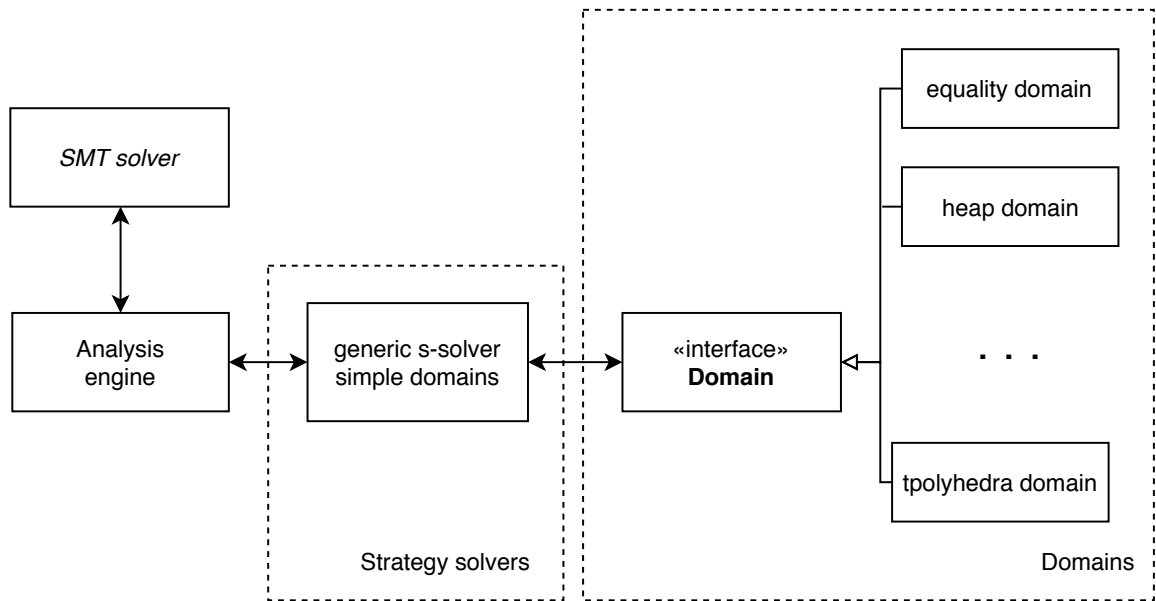 equality domain
SMT solver
heap domain
Analysis
engine
generic s-solver
simple domains
«interface»
Domain
. . .
tpolyhedra domain
Strategy solvers
Domains